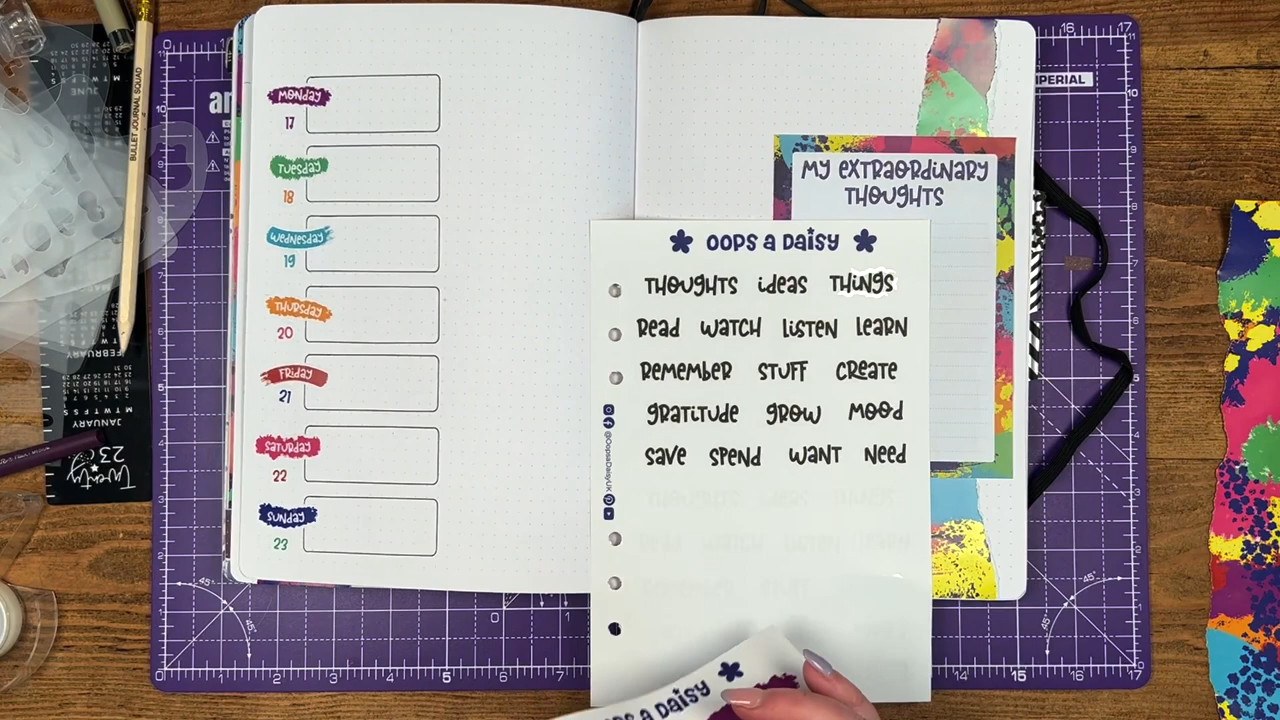 MONDAY
17
TUESDAY
18
WEDNESDAY
19
THURSDAY
20
FRIDAY
21
SATURDAY
22
SUNDAY
23
MY EXTRAORDINARY
THOUGHTS
OOPS A DAISY
THOUGHTS ideas THINGS
Read WATCH LISTEN LEARN
REMEMBER STUFF CREATE
GRATITUDE GROW MOOD
SAVE SPEND WANT NEED
@OopsaDaisyUK
OOPS A DAISY
BULLET JOURNAL SQUAD
IMPERIAL
JUNE
FEBRUARY
JANUARY
Twenty
23